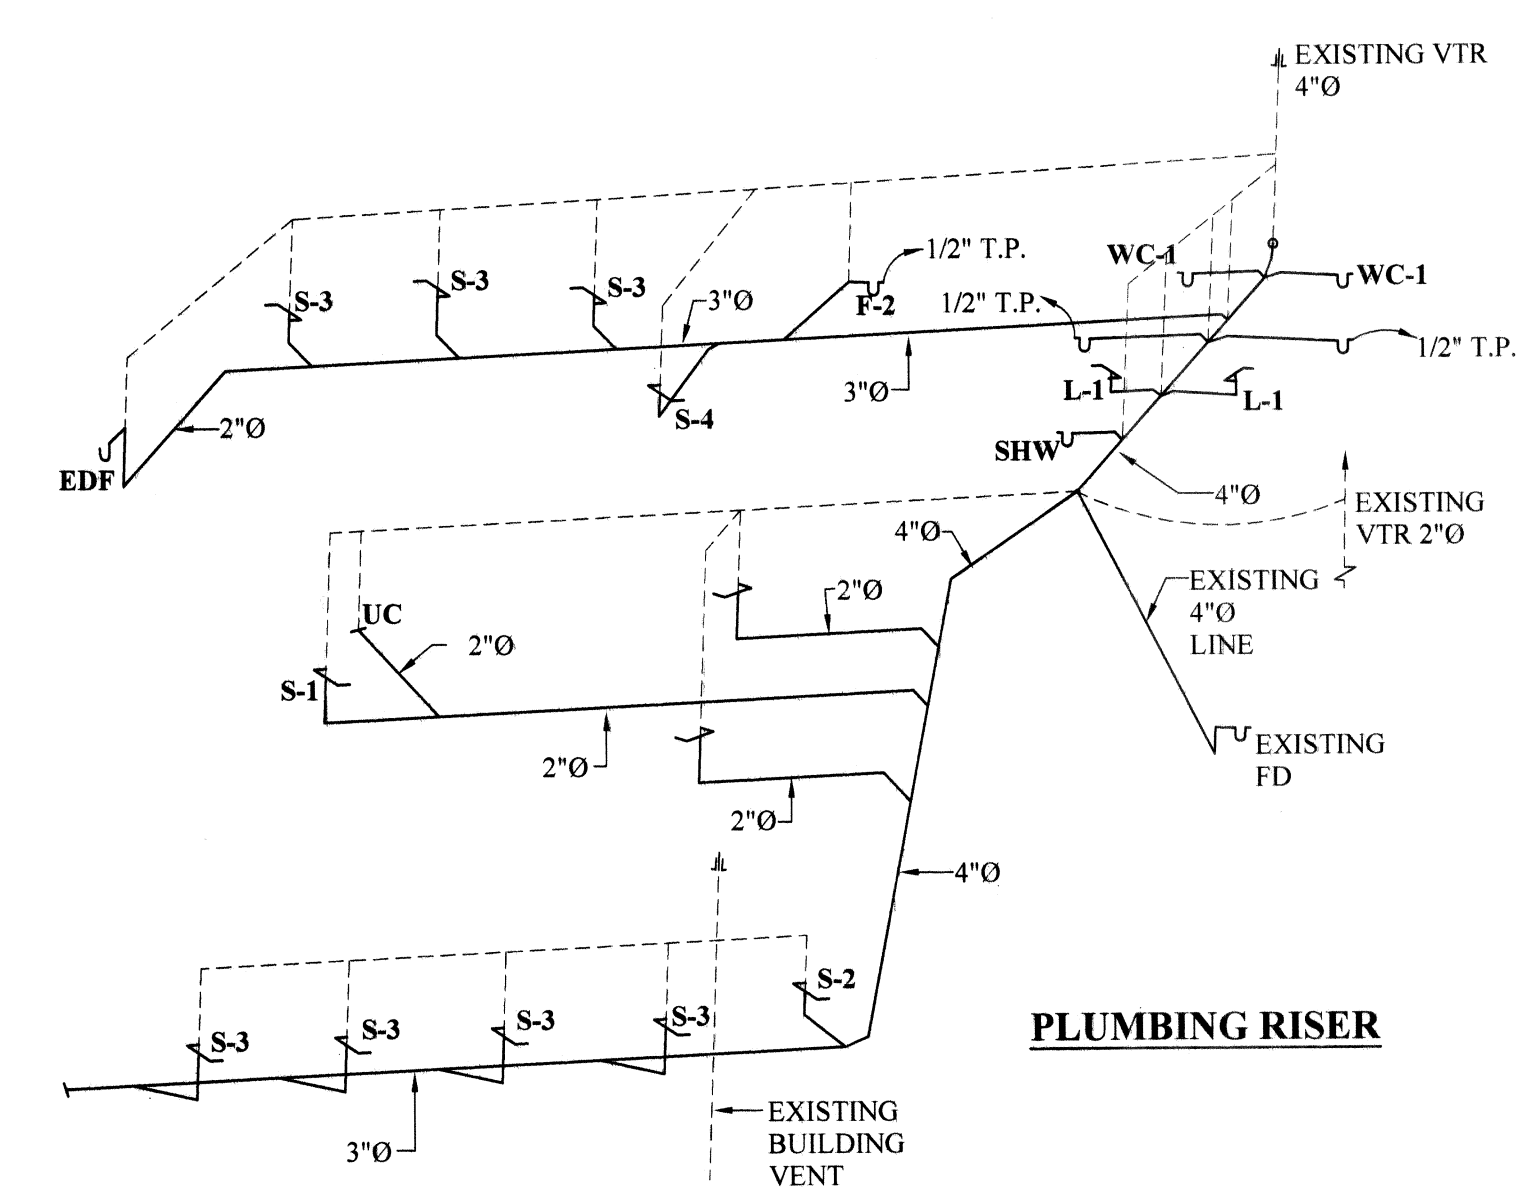 EXISTING VTR
4"Ø
S-3
S-3
S-3
3"Ø
F-2
1/2" T.P.
WC-1
WC-1
1/2" T.P.
1/2" T.P.
3"Ø
L-1
L-1
S-4
2"Ø
EDF
SHW
4"Ø
EXISTING
VTR 2"Ø
4"Ø
EXISTING
4"Ø
LINE
2"Ø
UC
2"Ø
S-1
EXISTING
FD
2"Ø
2"Ø
4"Ø
S-2
S-3
S-3
S-3
S-3
PLUMBING RISER
3"Ø
EXISTING
BUILDING
VENT